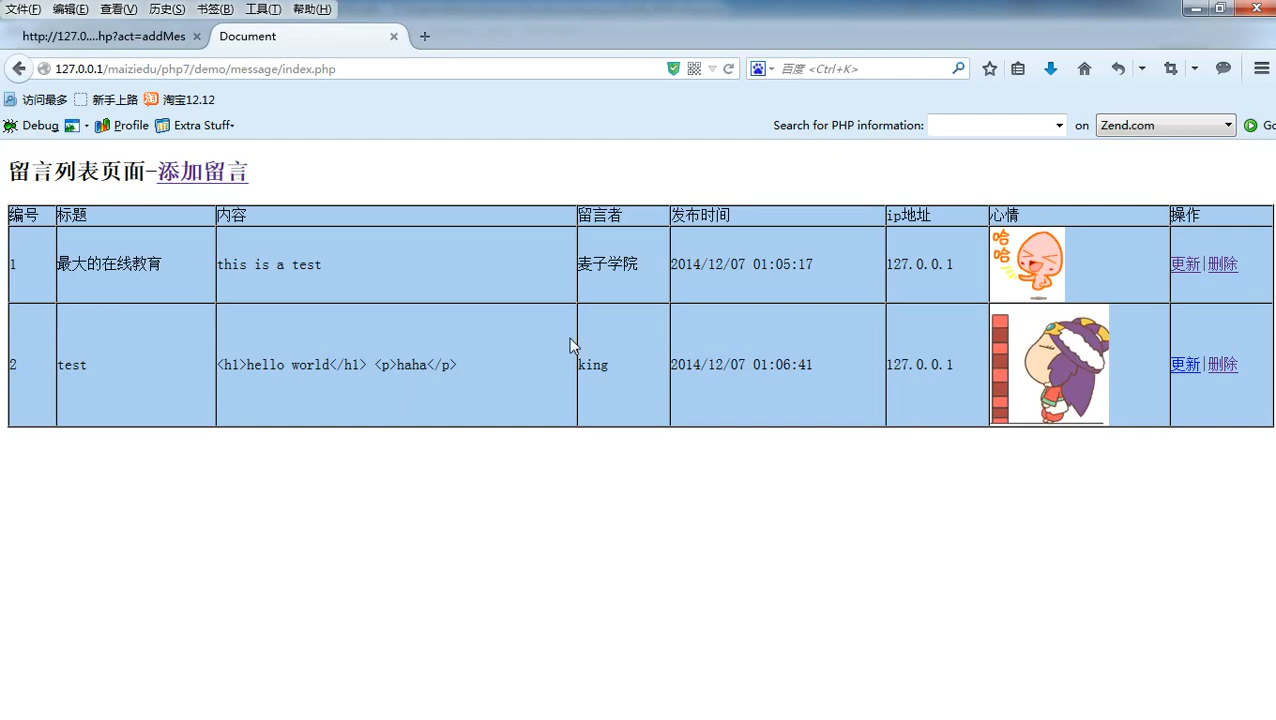 文件(F) 编辑(E) 查看(V) 历史(S) 书签(B) 工具(T) 帮助(H)
http://127.0....hp?act=addMes Document
127.0.0.1/maiziedu/php7/demo/message/index.php 百度 <Ctrl+K>
访问最多 新手上路 淘宝12.12
Debug Profile Extra Stuff Search for PHP information: on Zend.com Go
留言列表页面-添加留言
编号 标题 内容 留言者 发布时间 ip地址 心情 操作
哈
哈
1 最大的在线教育 this is a test 麦子学院 2014/12/07 01:05:17 127.0.0.1 更新|删除
2 test <h1>hello world</h1> <p>haha</p> king 2014/12/07 01:06:41 127.0.0.1 更新|删除